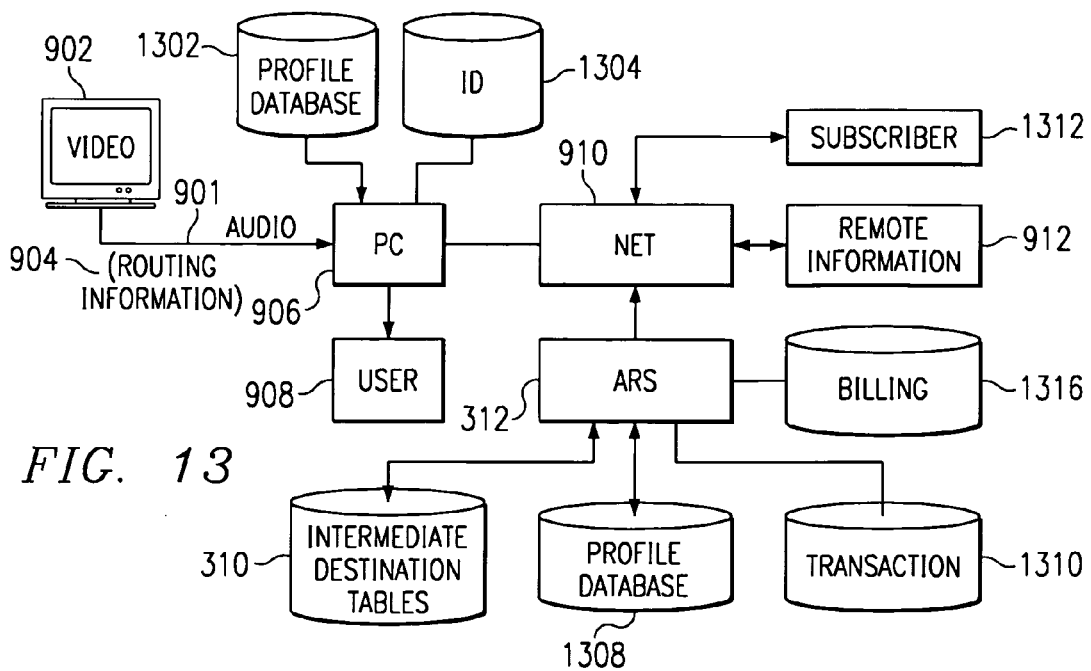 902
VIDEO
901
AUDIO
904
(ROUTING
INFORMATION)
1302
PROFILE
DATABASE
ID
1304
PC
906
USER
908
910
NET
SUBSCRIBER
1312
REMOTE
INFORMATION
912
ARS
312
BILLING
1316
FIG. 13
310
INTERMEDIATE
DESTINATION
TABLES
PROFILE
DATABASE
1308
TRANSACTION
1310